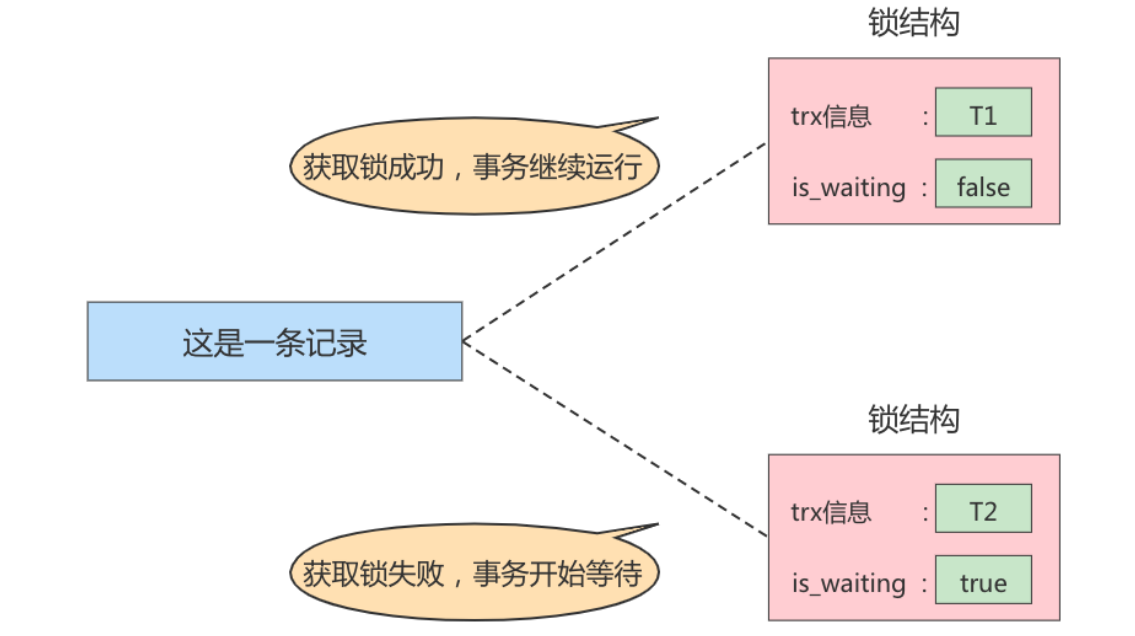 锁结构
trx信息 : T1
is_waiting : false
获取锁成功，事务继续运行
这是一条记录
锁结构
trx信息 : T2
is_waiting : true
获取锁失败，事务开始等待